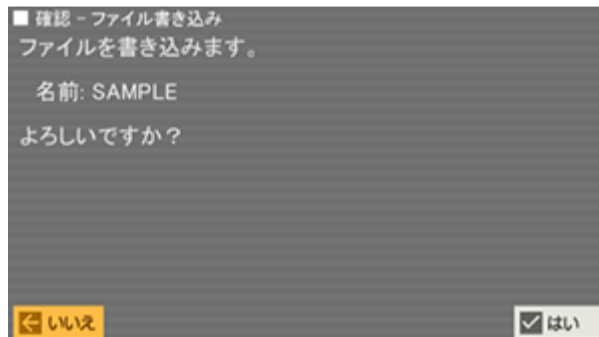 ■ 確認 - ファイル書き込み
ファイルを書き込みます。
名前: SAMPLE
よろしいですか？
いいえ
はい